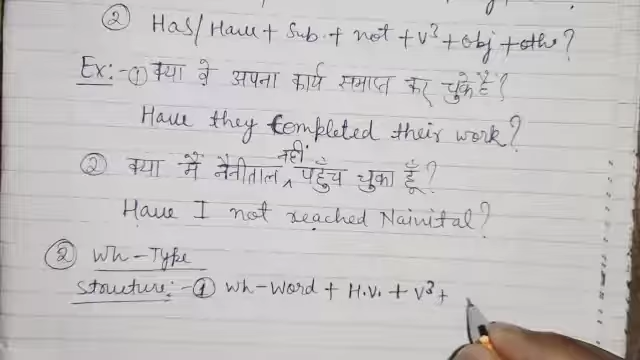 ② Has/Have + Sub. + not + V³ + obj + othr?
Ex:-① क्या वे अपना कार्य समाप्त कर चुके हैं?
Have they completed their work?
② क्या मैं नैनीताल नहीं पहुँच चुका हूँ?
Have I not reached Nainital?
② Wh-Type
Structure:-① Wh-Word + H.V. + V³ +